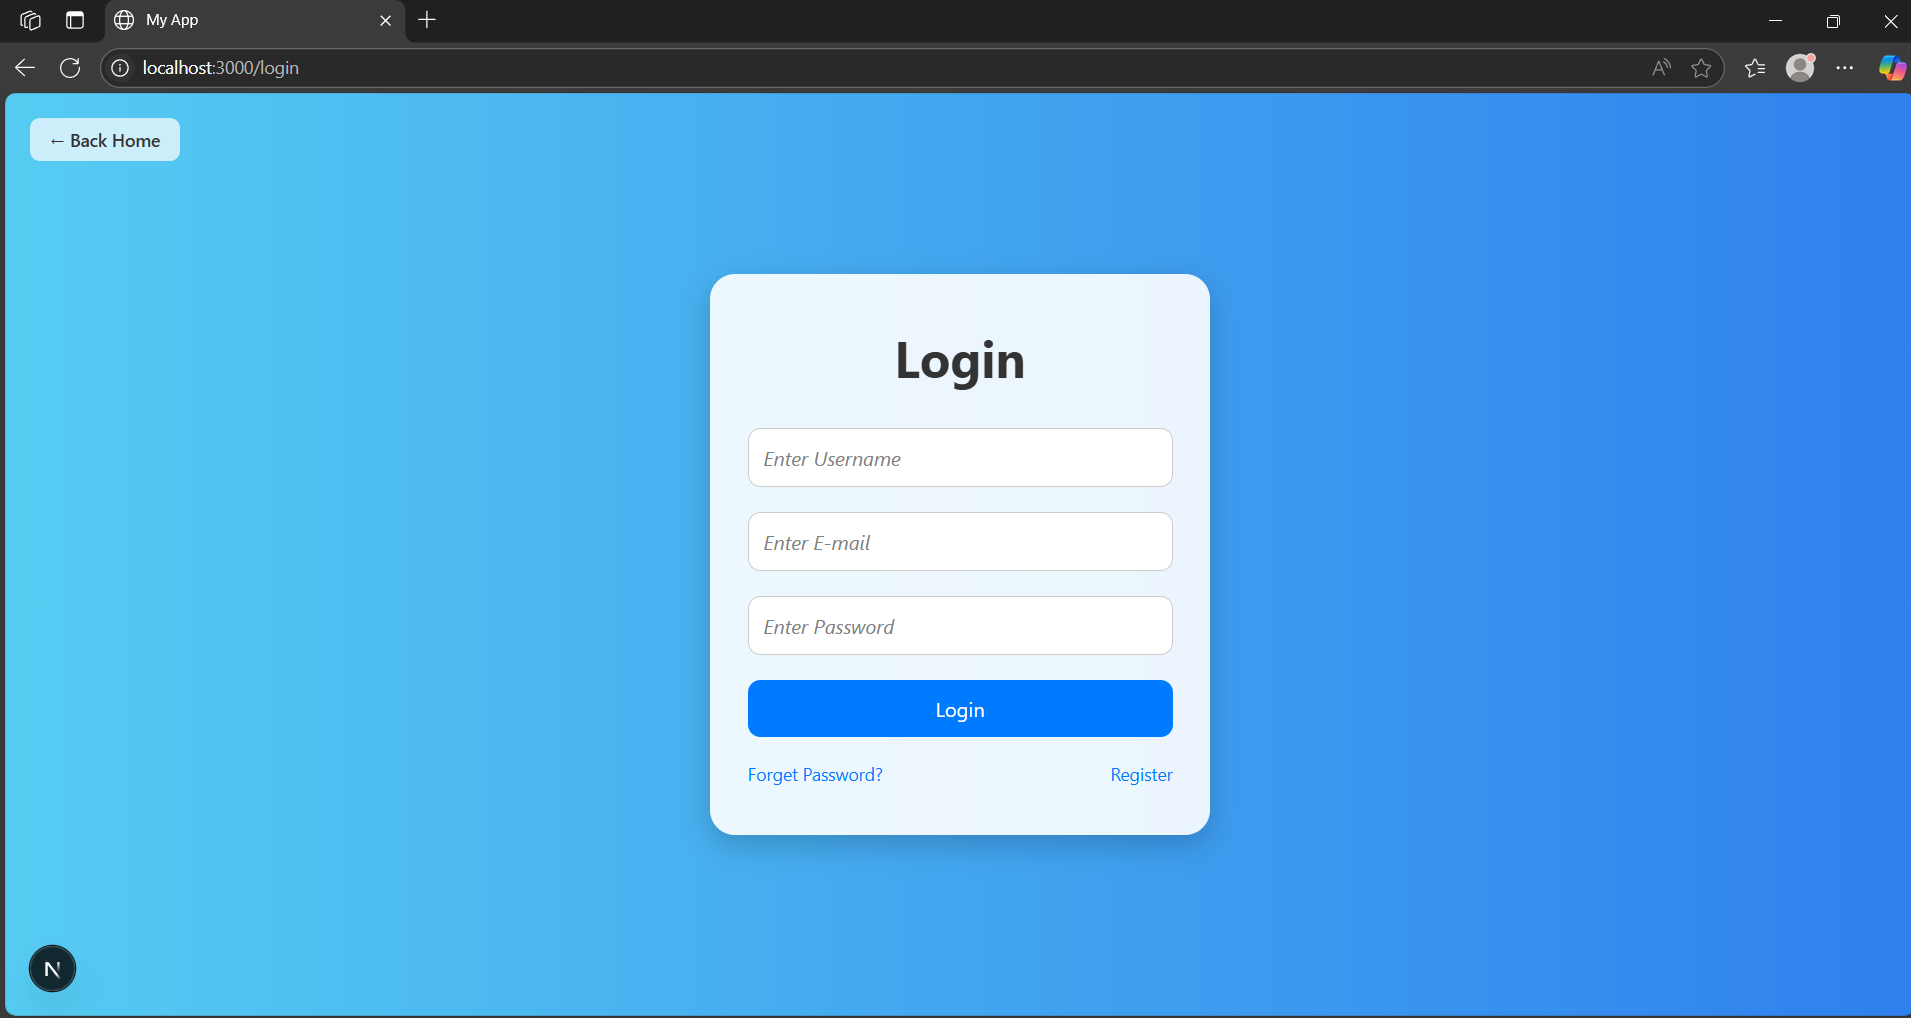 My App
localhost:3000/login
← Back Home
Login
Enter Username
Enter E-mail
Enter Password
Login
Forget Password? Register
N